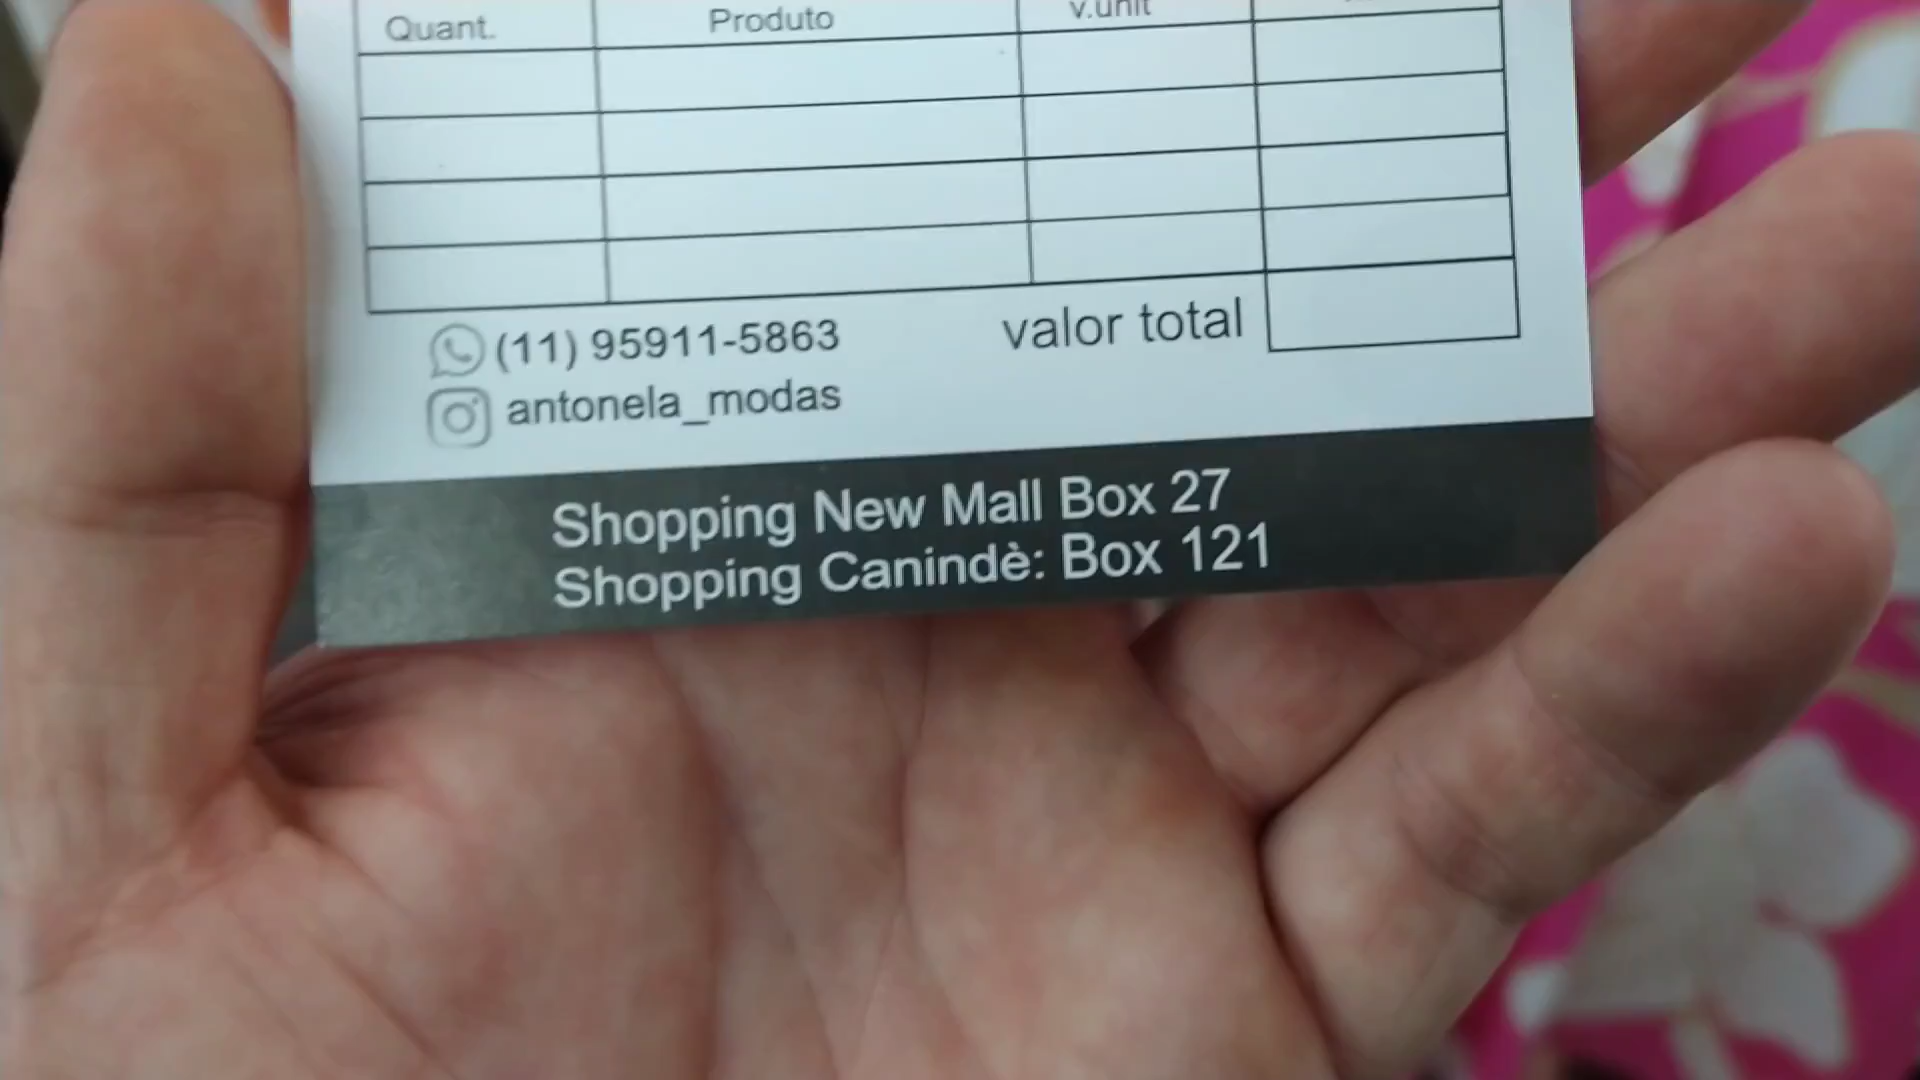 Quant. Produto v.unit
(11) 95911-5863
valor total
antonela_modas
Shopping New Mall Box 27
Shopping Canindè: Box 121